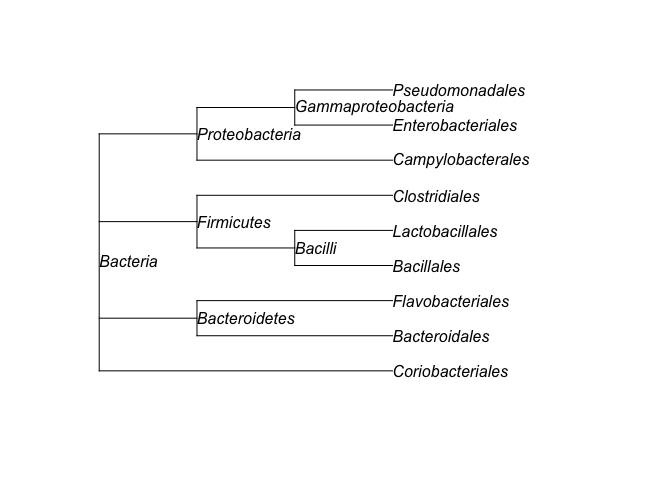 Pseudomonadales
Gammaproteobacteria
Enterobacteriales
Proteobacteria
Campylobacterales
Clostridiales
Firmicutes
Lactobacillales
Bacilli
Bacteria
Bacillales
Flavobacteriales
Bacteroidetes
Bacteroidales
Coriobacteriales